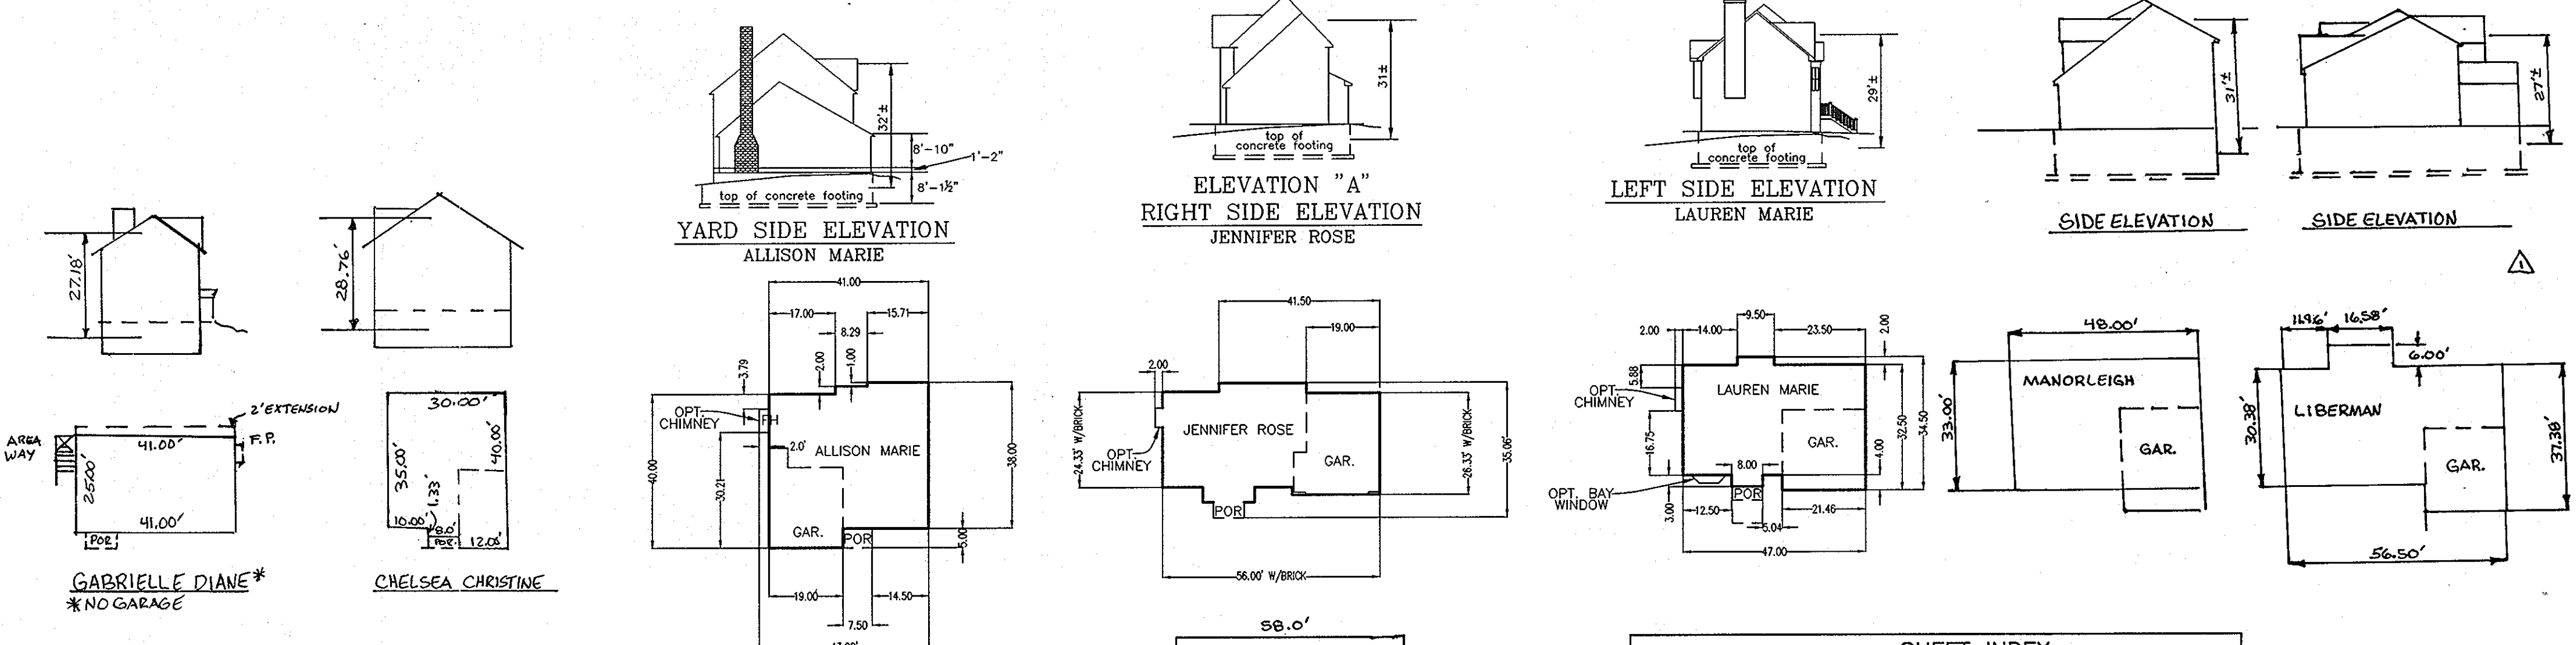 27.18'
28.76'
32'±
8'-10"
1'-2"
8'-1½"
top of concrete footing
YARD SIDE ELEVATION
ALLISON MARIE
31±
top of
concrete footing
ELEVATION "A"
RIGHT SIDE ELEVATION
JENNIFER ROSE
29'±
top of
concrete footing
LEFT SIDE ELEVATION
LAUREN MARIE
31'±
SIDE ELEVATION
27'±
SIDE ELEVATION
1
2' EXTENSION
F.P.
AREA
WAY
41.00'
25.00'
41.00'
POR
GABRIELLE DIANE*
*NO GARAGE
30.00'
35.00'
40.00'
1.33'
10.00'
8.0'
POR.
12.00'
CHELSEA CHRISTINE
41.00
17.00
15.71
8.29
3.79
2.00
1.00
OPT.
CHIMNEY
FH
2.0'
ALLISON MARIE
40.00
30.21
38.00
GAR.
POR
5.00
19.00
14.50
7.50
41.50
19.00
2.00
24.33' W/BRICK
JENNIFER ROSE
OPT.
CHIMNEY
GAR.
26.33' W/BRICK
35.06'
POR
56.00' W/BRICK
58.0'
9.50
2.00
14.00
23.50
2.00
5.88
OPT.
CHIMNEY
LAUREN MARIE
16.75
GAR.
32.50
34.50
8.00
4.00
OPT. BAY
WINDOW
POR
3.00
12.50
21.46
5.04
47.00
48.00'
33.00'
MANORLEIGH
GAR.
11.96'
16.58'
6.00'
30.38'
LIBERMAN
GAR.
37.38'
56.50'
SHEET INDEX